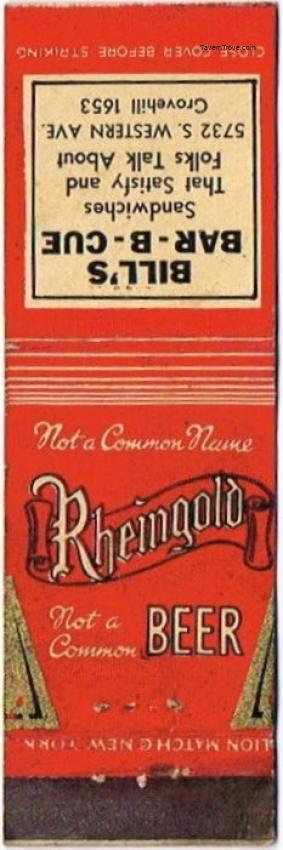 TavernTrove.com
CLOSE COVER BEFORE STRIKING
BILL'S
BAR-B-CUE
Sandwiches
That Satisfy and
Folks Talk About
5732 S. WESTERN AVE.
Grovehill 1653
Not a Common Name
Rheingold
Not a
Common BEER
LION MATCH © NEW YORK